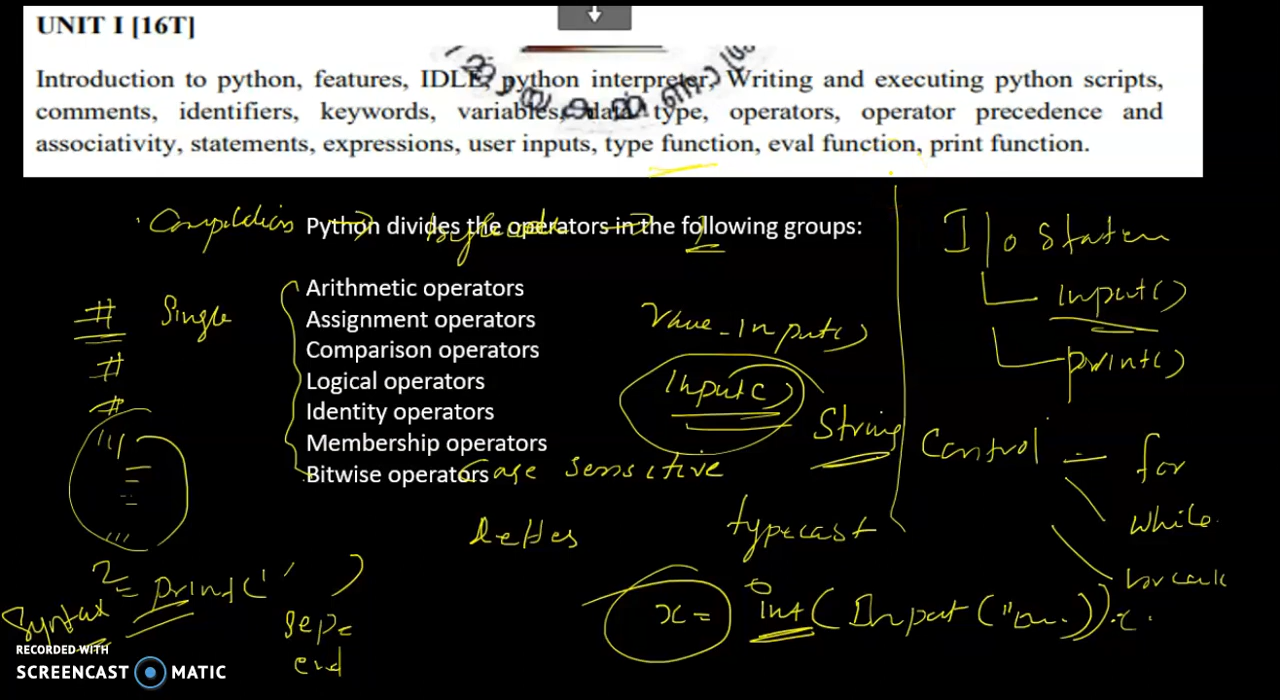 UNIT I [16T]
Introduction to python, features, IDLE, python interpreter, Writing and executing python scripts,
comments, identifiers, keywords, variables, data type, operators, operator precedence and
associativity, statements, expressions, user inputs, type function, eval function, print function.
Python divides the operators in the following groups:
I/o Statem
# Single
Arithmetic operators
input()
Assignment operators
Value-input()
Comparison operators
print()
#
Logical operators
Input()
#
Identity operators
String
Membership operators
Control - for
Bitwise operators
Case sensitive
while
typecast
break
2 = print(' )
Syntax
sep=
x = int(Input("
end
RECORDED WITH
SCREENCAST MATIC